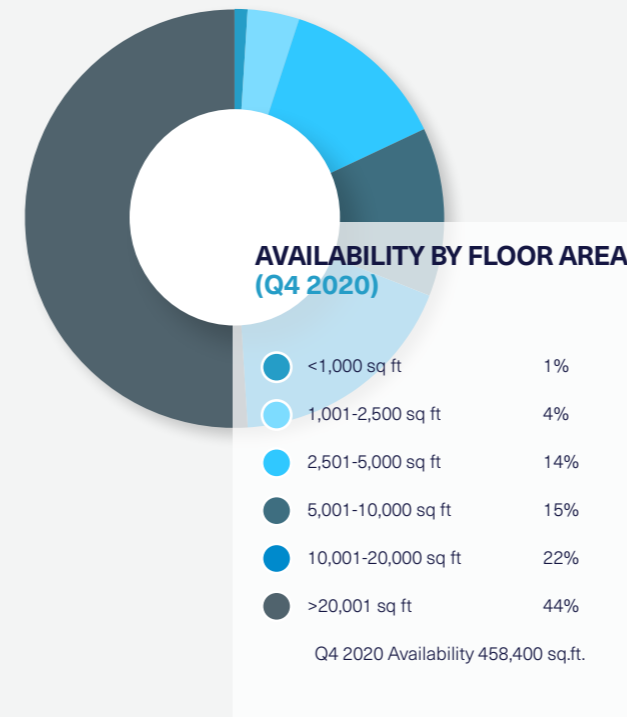 AVAILABILITY BY FLOOR AREA
(Q4 2020)
<1,000 sq ft 1%
1,001-2,500 sq ft 4%
2,501-5,000 sq ft 14%
5,001-10,000 sq ft 15%
10,001-20,000 sq ft 22%
>20,001 sq ft 44%
Q4 2020 Availability 458,400 sq.ft.